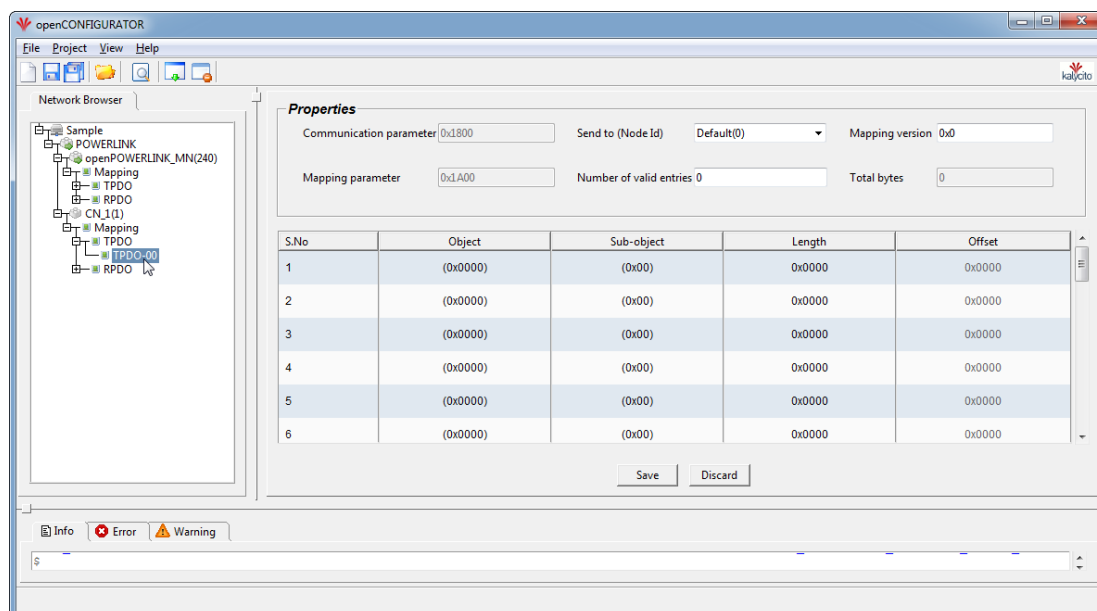 openCONFIGURATOR
File Project View Help
kalycito
Network Browser
Sample
POWERLINK
openPOWERLINK_MN(240)
Mapping
TPDO
RPDO
CN_1(1)
Mapping
TPDO
TPDO-00
RPDO
Properties
Communication parameter 0x1800 Send to (Node Id) Default(0) Mapping version 0x0
Mapping parameter 0x1A00 Number of valid entries 0 Total bytes 0
S.No Object Sub-object Length Offset
1 (0x0000) (0x00) 0x0000 0x0000
2 (0x0000) (0x00) 0x0000 0x0000
3 (0x0000) (0x00) 0x0000 0x0000
4 (0x0000) (0x00) 0x0000 0x0000
5 (0x0000) (0x00) 0x0000 0x0000
6 (0x0000) (0x00) 0x0000 0x0000
Save Discard
Info Error Warning
$